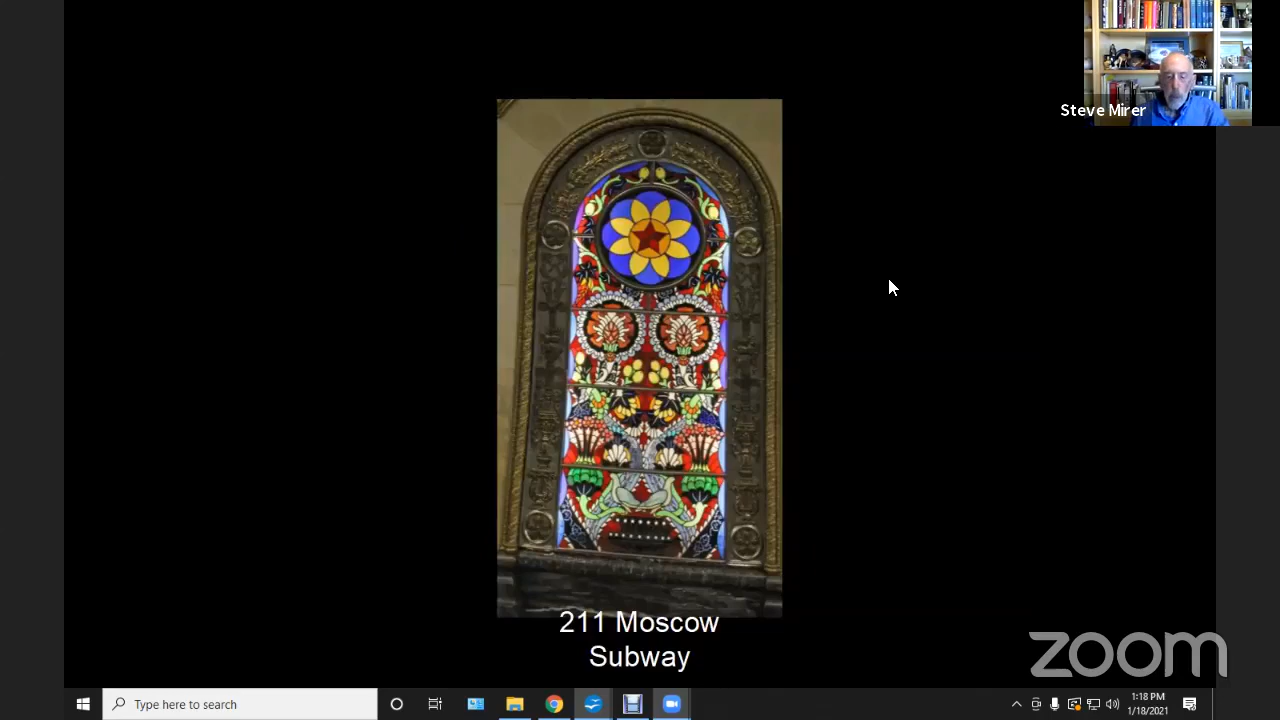 Steve Mirer
211 Moscow
Subway
zoom
Type here to search
1:18 PM
1/18/2021